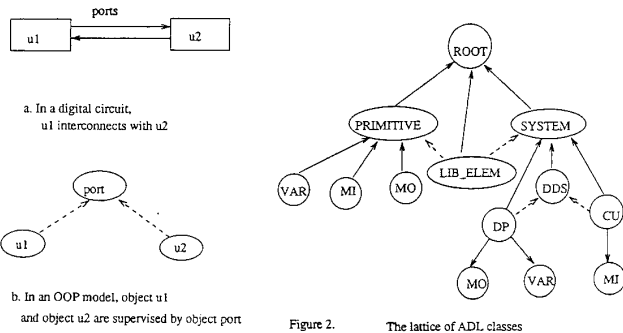 ports
u1
u2
a. In a digital circuit,
u1 interconnects with u2
port
u1
u2
b. In an OOP model, object u1
and object u2 are supervised by object port
ROOT
PRIMITIVE
SYSTEM
LIB_ELEM
VAR
MI
MO
DDS
DP
CU
MO
VAR
MI
Figure 2. The lattice of ADL classes